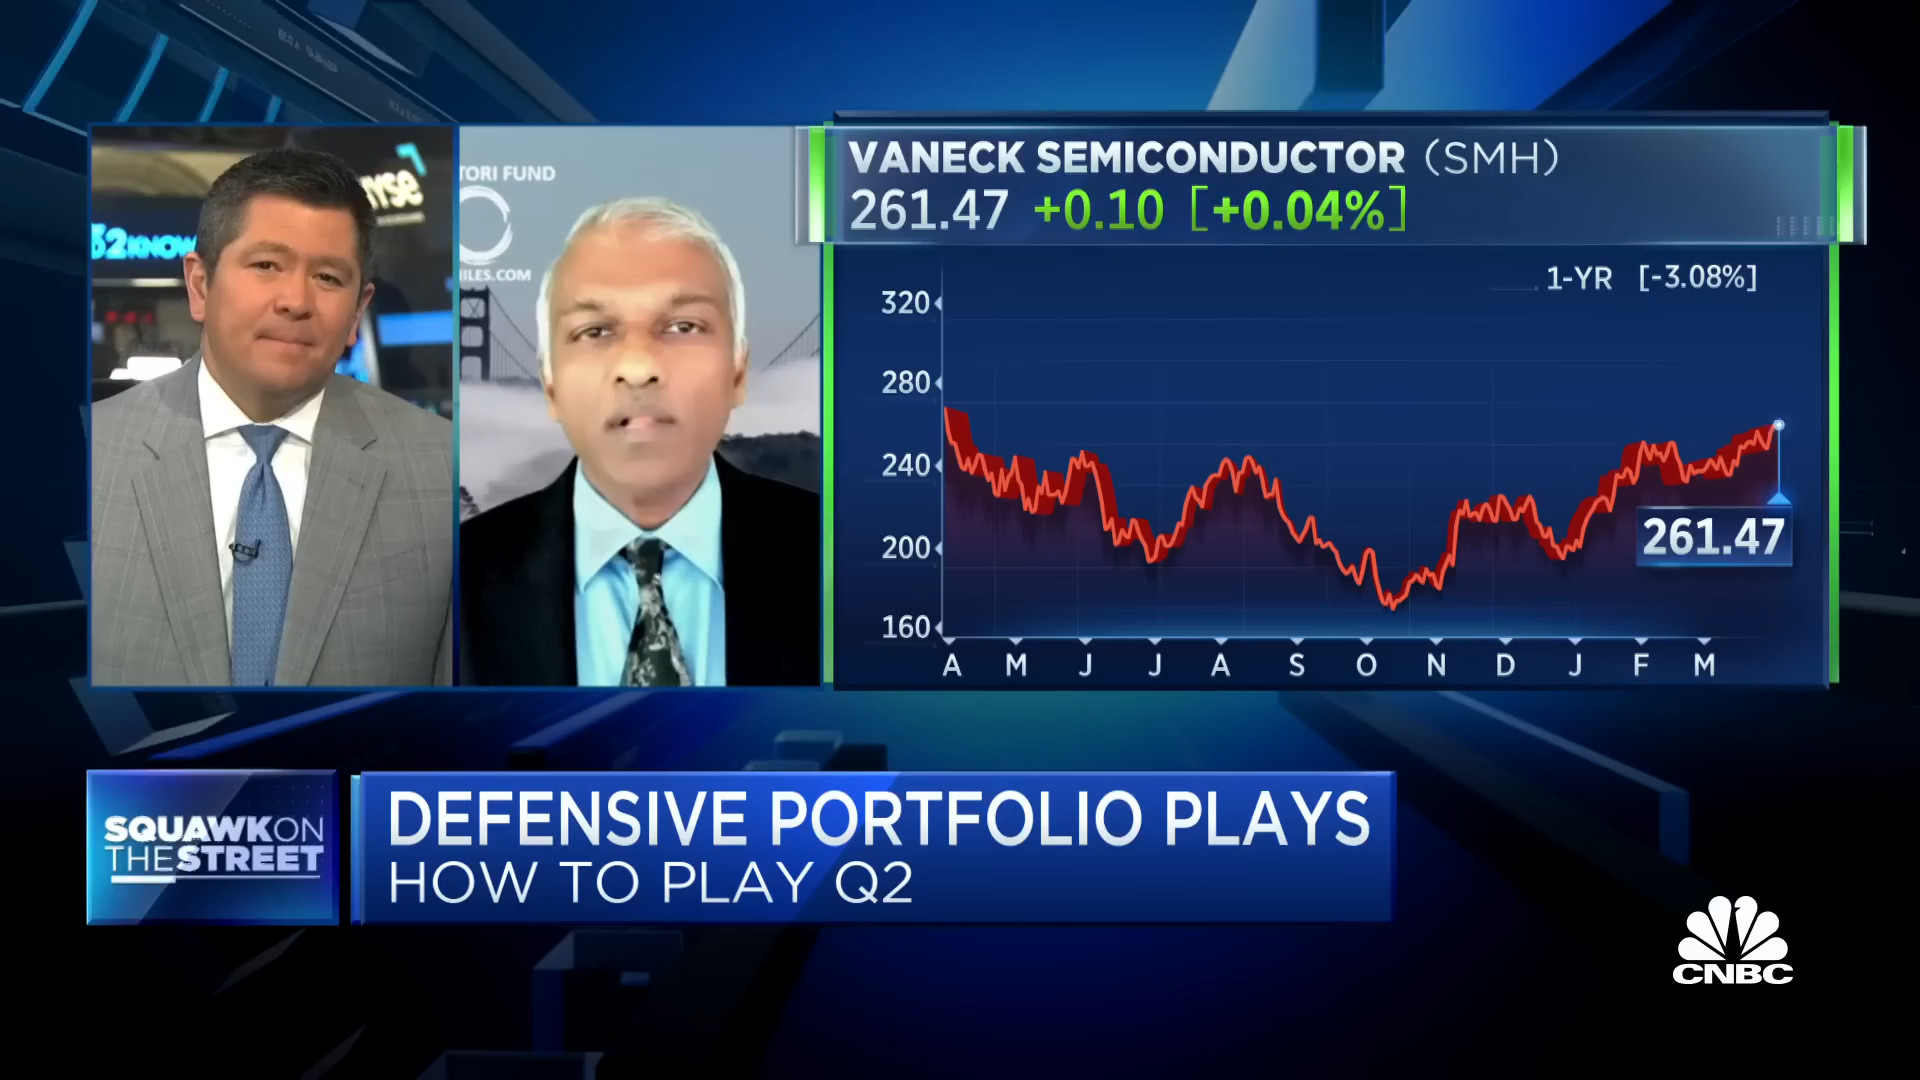 NYSE
52KNOW
TORI FUND
ILES.COM
VANECK SEMICONDUCTOR (SMH)
261.47 +0.10 [+0.04%]
1-YR [-3.08%]
320
280
240
200
160
261.47
A M J J A S O N D J F M
SQUAWK ON
THE STREET
DEFENSIVE PORTFOLIO PLAYS
HOW TO PLAY Q2
CNBC